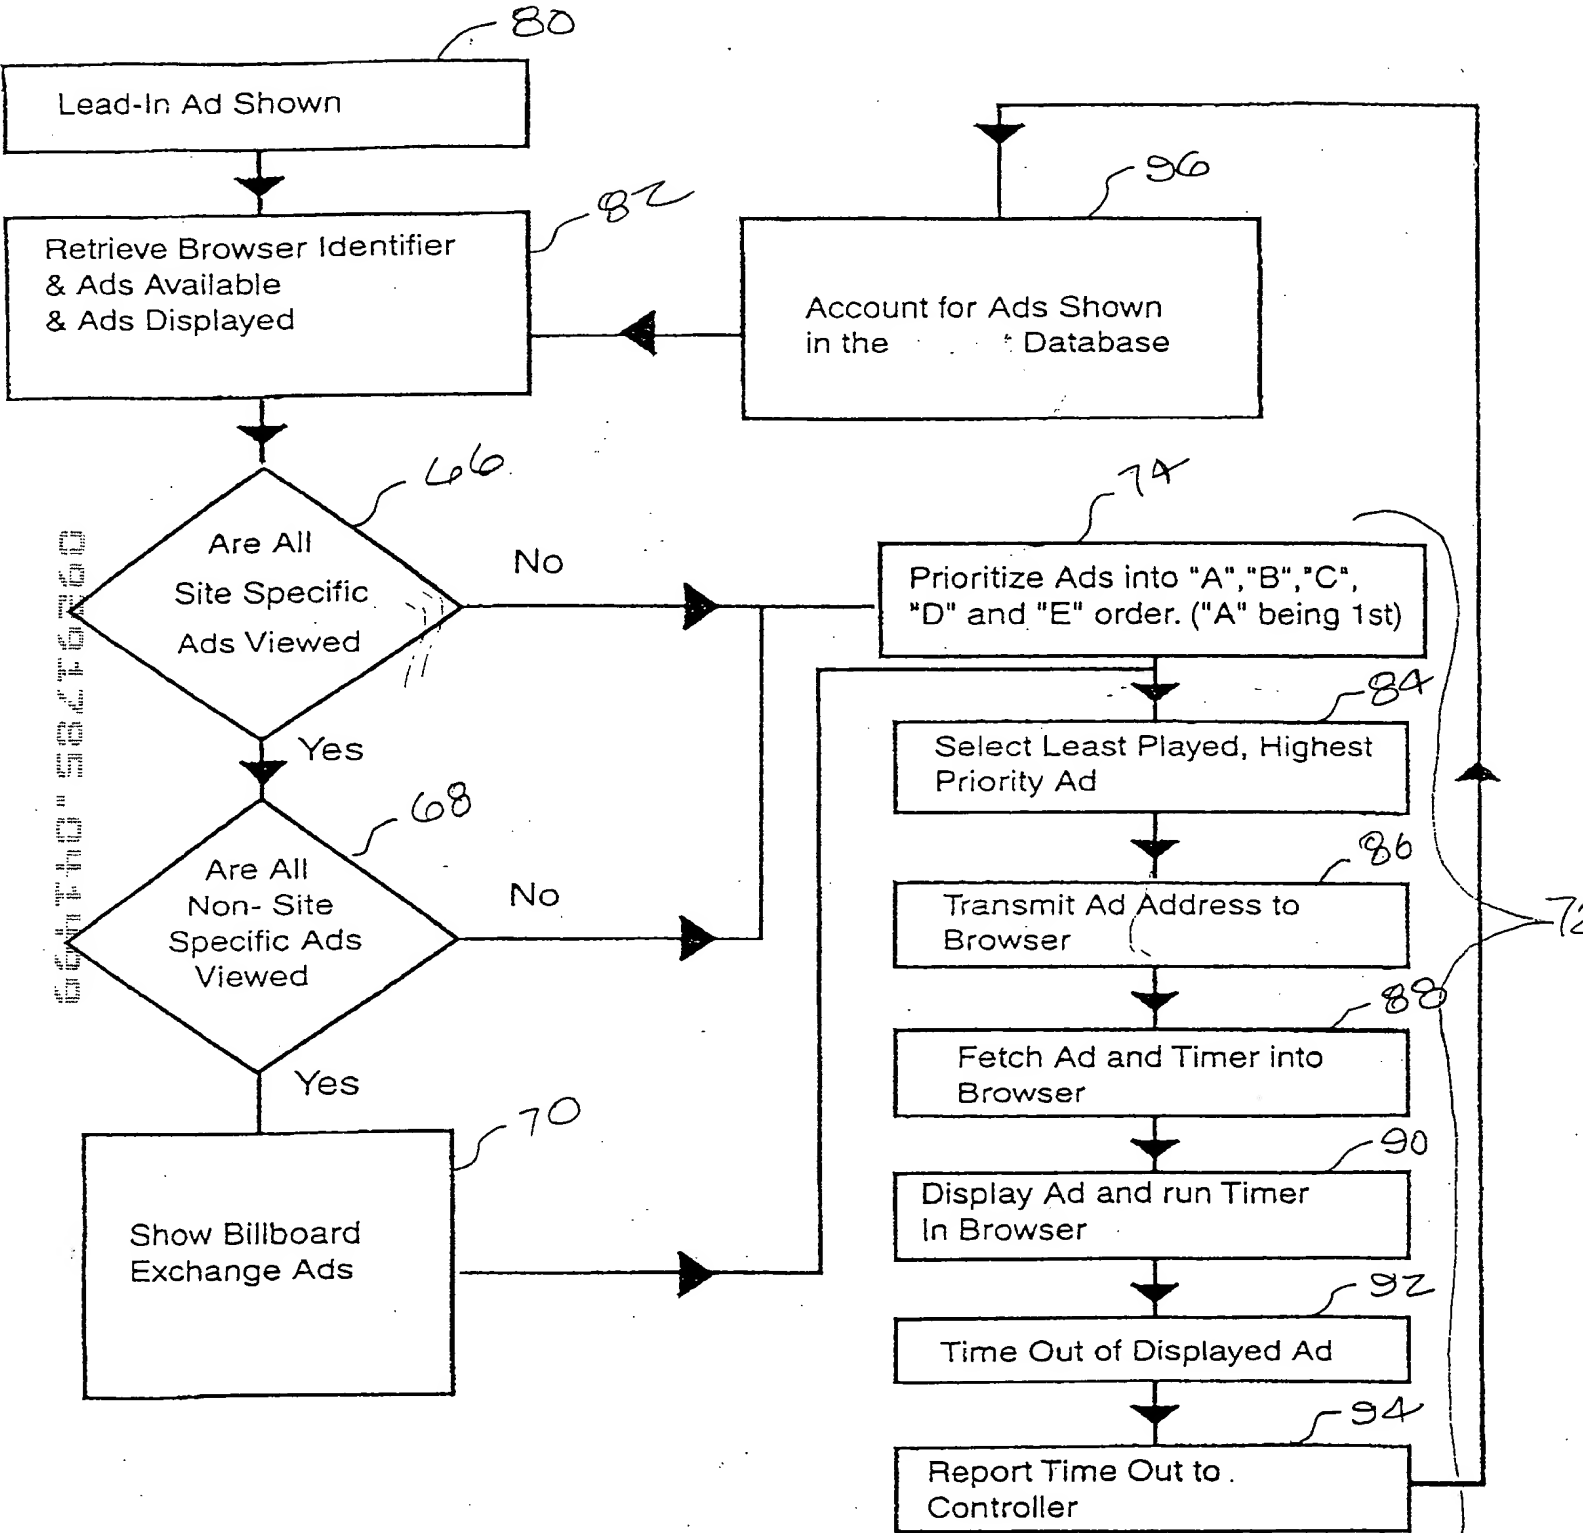 80
Lead-In Ad Shown
82
Retrieve Browser Identifier
& Ads Available
& Ads Displayed
96
Account for Ads Shown
in the Database
66
Are All
Site Specific
Ads Viewed
No
Yes
74
Prioritize Ads into "A","B","C",
"D" and "E" order. ("A" being 1st)
84
Select Least Played, Highest
Priority Ad
68
Are All
Non- Site
Specific Ads
Viewed
No
Yes
86
Transmit Ad Address to
Browser
88
Fetch Ad and Timer into
Browser
70
Show Billboard
Exchange Ads
90
Display Ad and run Timer
In Browser
92
Time Out of Displayed Ad
94
Report Time Out to
Controller